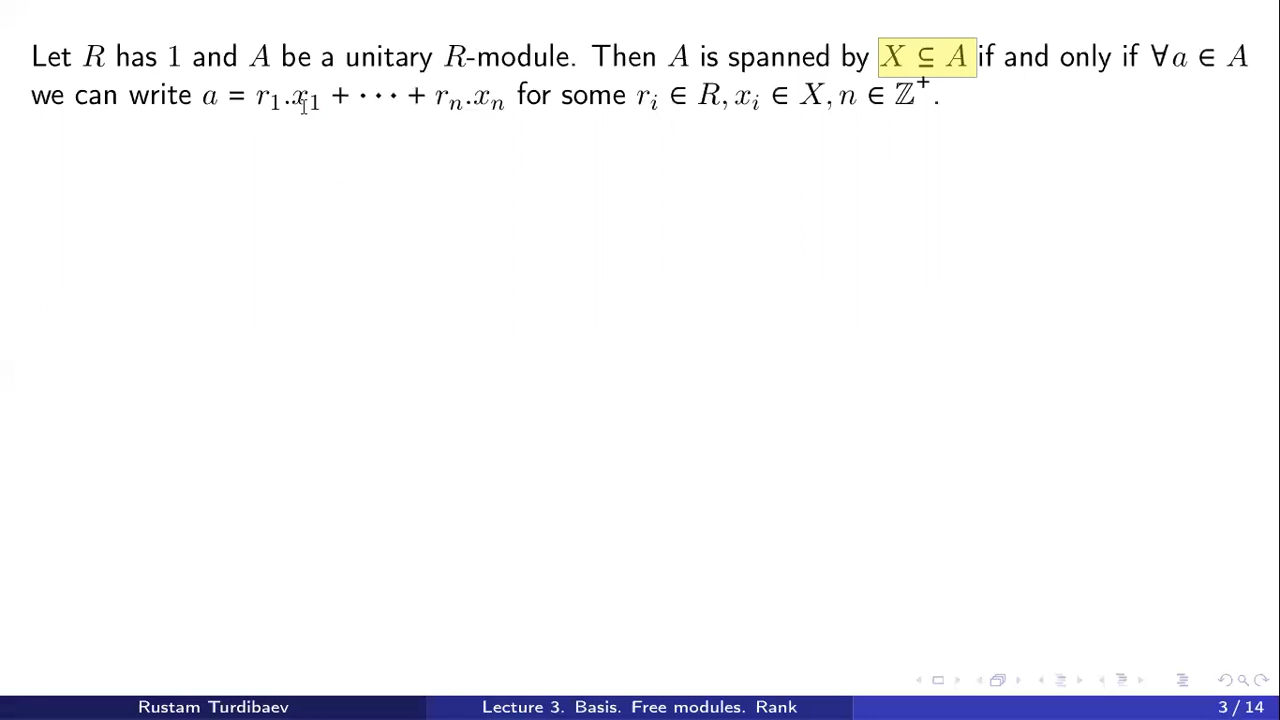 Let R has 1 and A be a unitary R-module. Then A is spanned by X ⊆ A if and only if ∀a ∈ A
we can write a = r₁.x₁ + ··· + rₙ.xₙ for some rᵢ ∈ R, xᵢ ∈ X, n ∈ ℤ⁺.
Rustam Turdibaev Lecture 3. Basis. Free modules. Rank 3 / 14